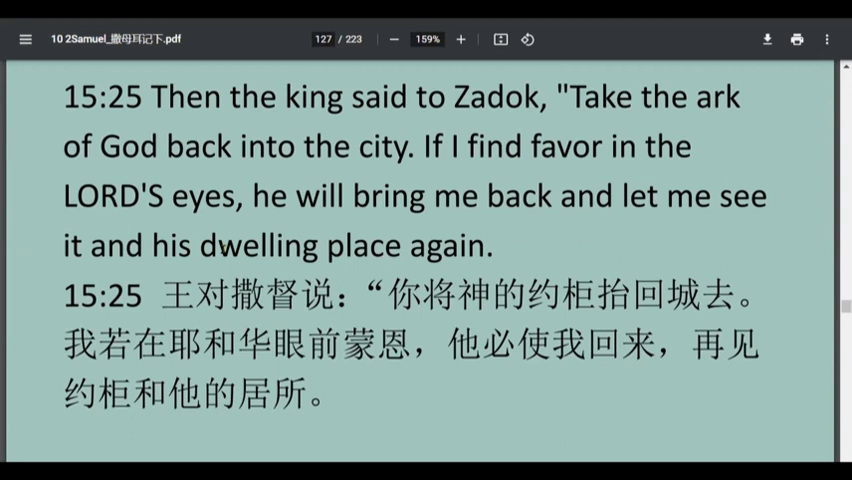 10 2Samuel_撒母耳记下.pdf
127 / 223
159%
15:25 Then the king said to Zadok, "Take the ark
of God back into the city. If I find favor in the
LORD'S eyes, he will bring me back and let me see
it and his dwelling place again.
15:25 王对撒督说：“你将神的约柜抬回城去。
我若在耶和华眼前蒙恩，他必使我回来，再见
约柜和他的居所。